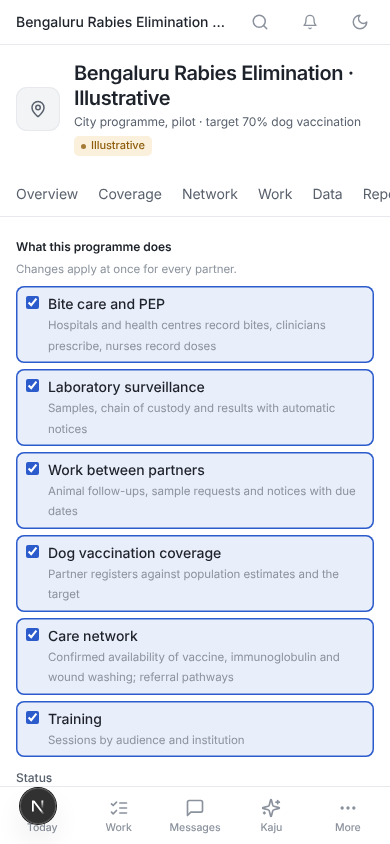 Bengaluru Rabies Elimination ...
Bengaluru Rabies Elimination ·
Illustrative
City programme, pilot · target 70% dog vaccination
Illustrative
Overview Coverage Network Work Data Repo
What this programme does
Changes apply at once for every partner.
Bite care and PEP
Hospitals and health centres record bites, clinicians
prescribe, nurses record doses
Laboratory surveillance
Samples, chain of custody and results with automatic
notices
Work between partners
Animal follow-ups, sample requests and notices with due
dates
Dog vaccination coverage
Partner registers against population estimates and the
target
Care network
Confirmed availability of vaccine, immunoglobulin and
wound washing; referral pathways
Training
Sessions by audience and institution
Status
N
Today Work Messages Kaju More